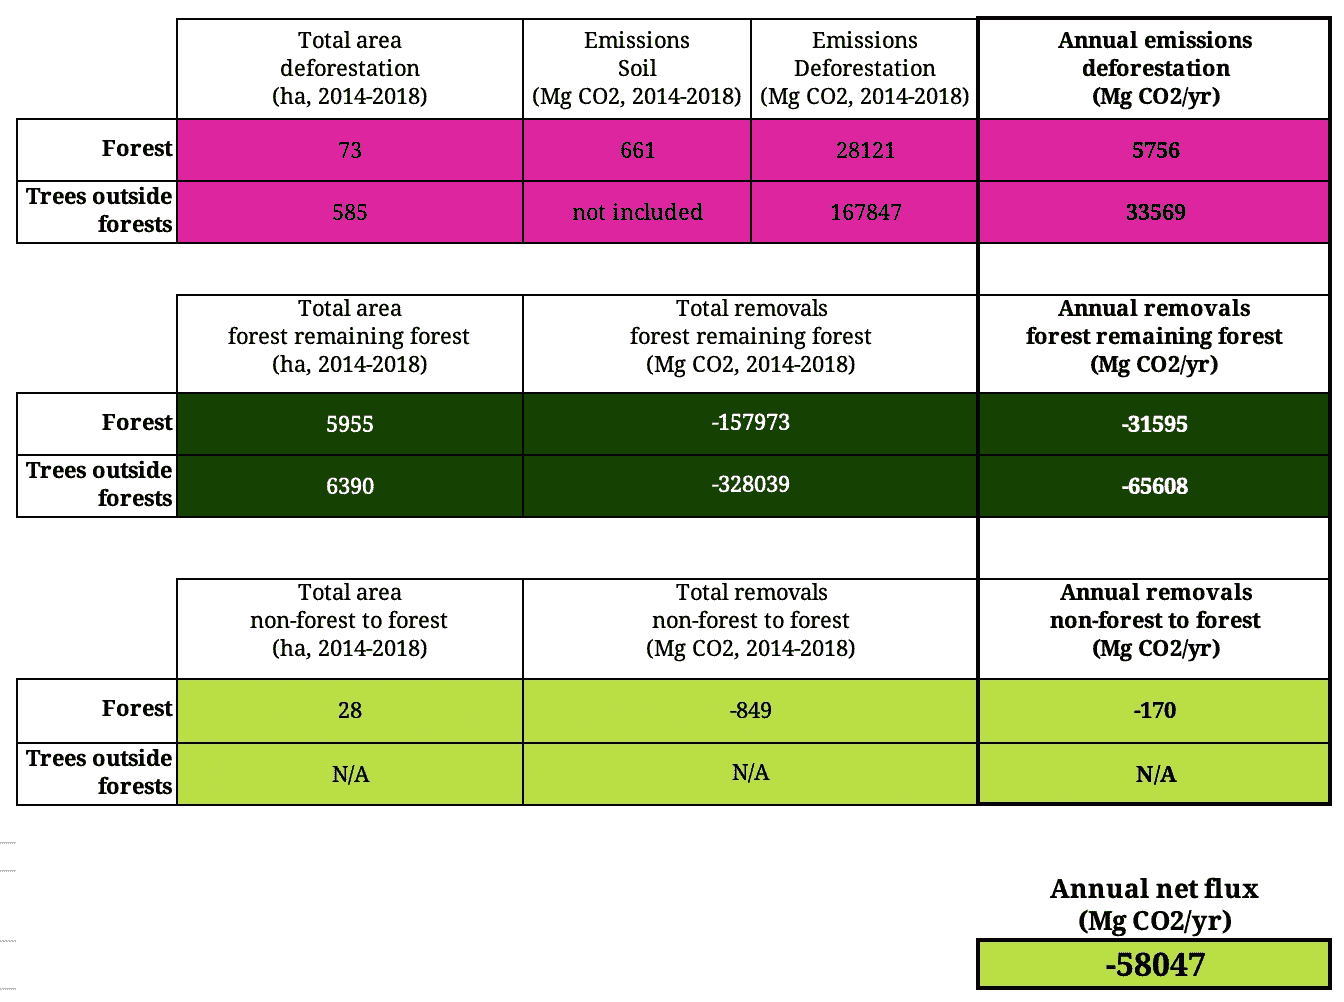 Total area
deforestation
(ha, 2014-2018)
Emissions
Soil
(Mg CO2, 2014-2018)
Emissions
Deforestation
(Mg CO2, 2014-2018)
Annual emissions
deforestation
(Mg CO2/yr)
Forest
73
661
28121
5756
Trees outside
forests
585
not included
167847
33569
Total area
forest remaining forest
(ha, 2014-2018)
Total removals
forest remaining forest
(Mg CO2, 2014-2018)
Annual removals
forest remaining forest
(Mg CO2/yr)
Forest
5955
-157973
-31595
Trees outside
forests
6390
-328039
-65608
Total area
non-forest to forest
(ha, 2014-2018)
Total removals
non-forest to forest
(Mg CO2, 2014-2018)
Annual removals
non-forest to forest
(Mg CO2/yr)
Forest
28
-849
-170
Trees outside
forests
N/A
N/A
N/A
Annual net flux
(Mg CO2/yr)
-58047